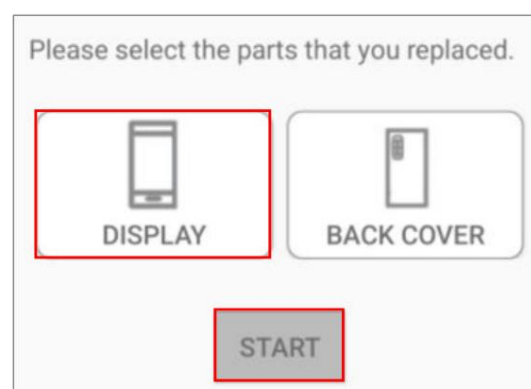 Please select the parts that you replaced.
DISPLAY BACK COVER
START